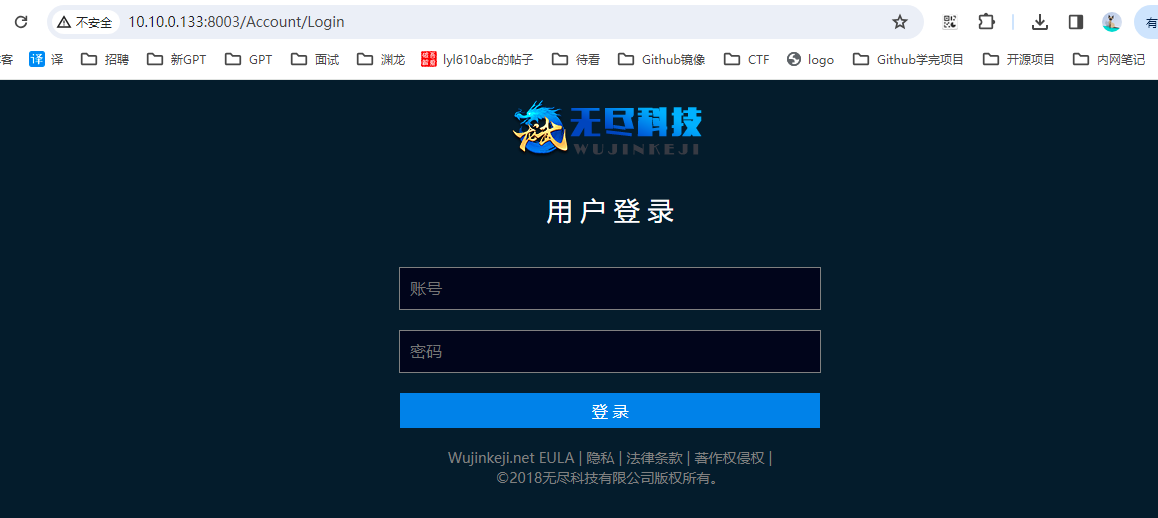 不安全 10.10.0.133:8003/Account/Login 有
客 译 译 招聘 新GPT GPT 面试 渊龙 lyl610abc的帖子 待看 Github镜像 CTF logo Github学完项目 开源项目 内网笔记
龙武 无尽科技
WUJINKEJI
用户登录
账号
密码
登录
Wujinkeji.net EULA | 隐私 | 法律条款 | 著作权侵权 |
©2018无尽科技有限公司版权所有。